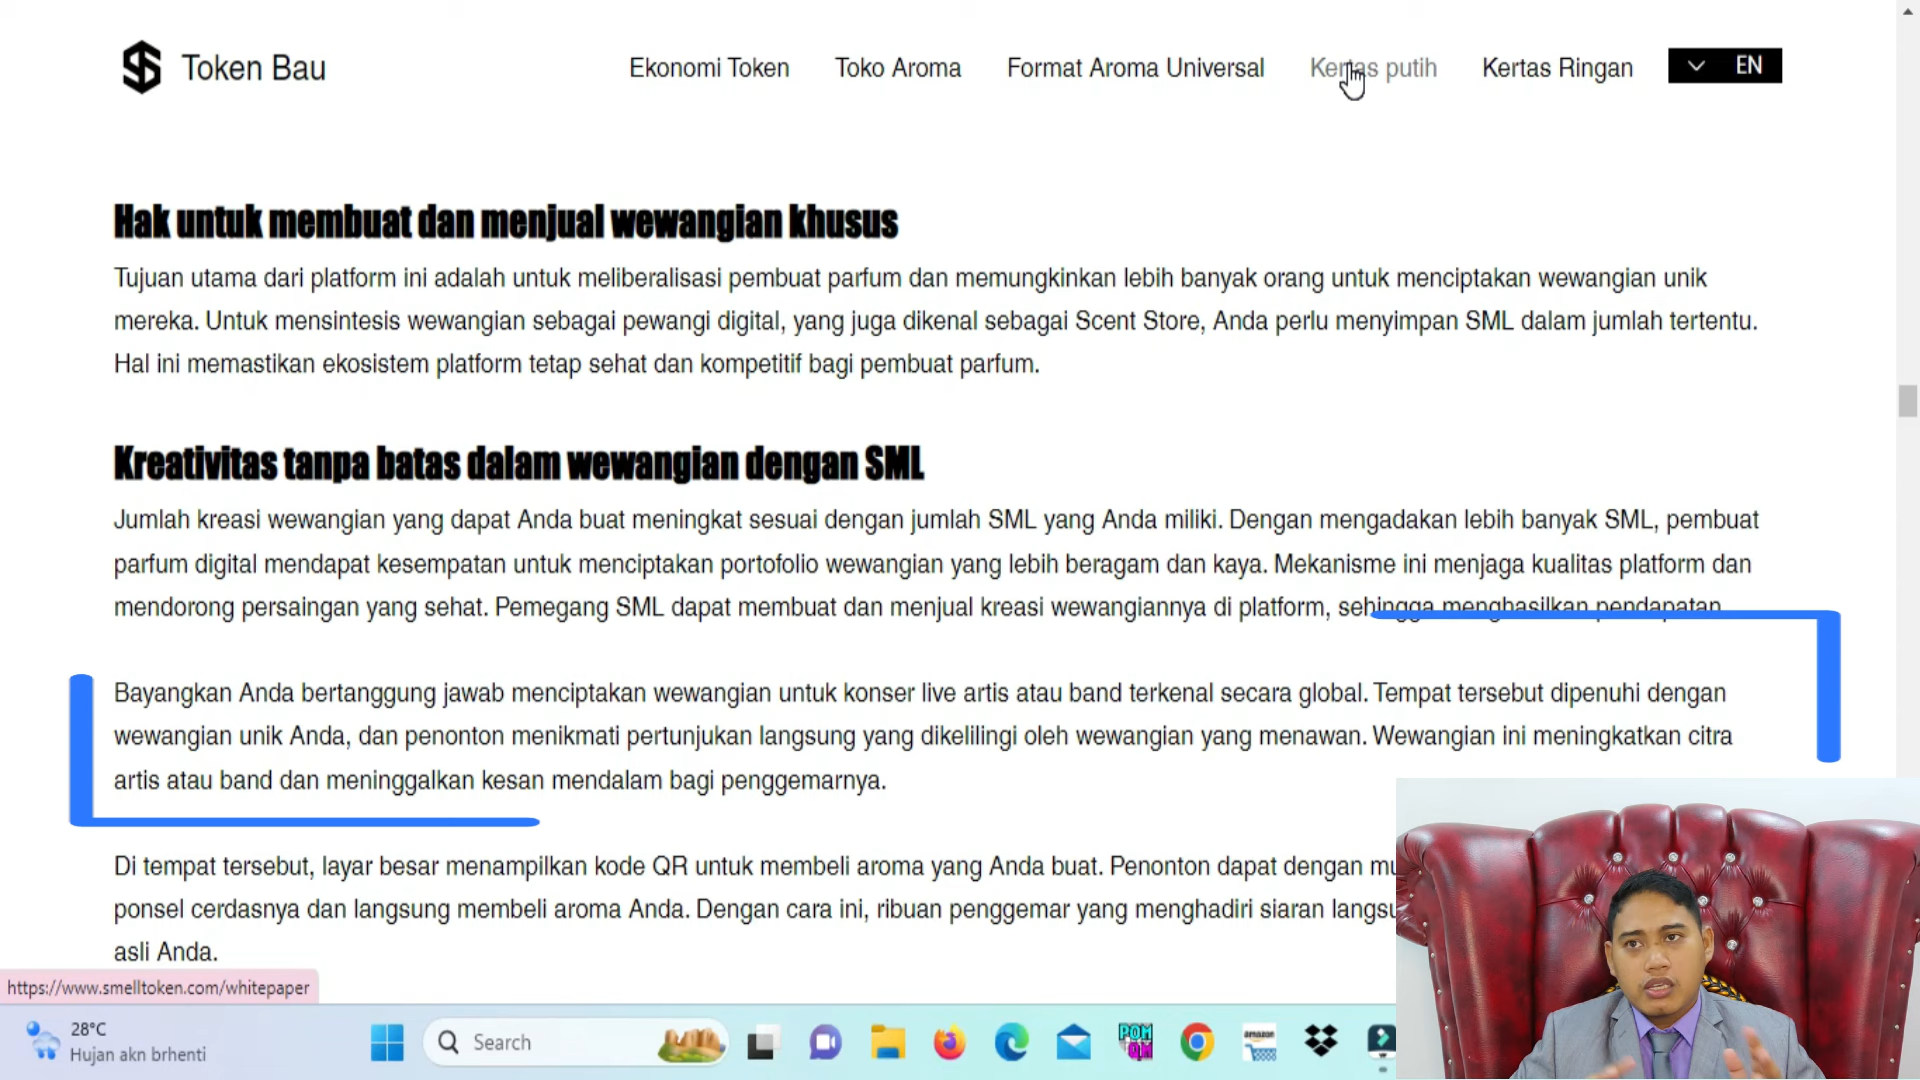 Token Bau
Ekonomi Token
Toko Aroma
Format Aroma Universal
Kertas putih
Kertas Ringan
EN
Hak untuk membuat dan menjual wewangian khusus
Tujuan utama dari platform ini adalah untuk meliberalisasi pembuat parfum dan memungkinkan lebih banyak orang untuk menciptakan wewangian unik
mereka. Untuk mensintesis wewangian sebagai pewangi digital, yang juga dikenal sebagai Scent Store, Anda perlu menyimpan SML dalam jumlah tertentu.
Hal ini memastikan ekosistem platform tetap sehat dan kompetitif bagi pembuat parfum.
Kreativitas tanpa batas dalam wewangian dengan SML
Jumlah kreasi wewangian yang dapat Anda buat meningkat sesuai dengan jumlah SML yang Anda miliki. Dengan mengadakan lebih banyak SML, pembuat
parfum digital mendapat kesempatan untuk menciptakan portofolio wewangian yang lebih beragam dan kaya. Mekanisme ini menjaga kualitas platform dan
mendorong persaingan yang sehat. Pemegang SML dapat membuat dan menjual kreasi wewangiannya di platform, sehingga menghasilkan pendapatan
Bayangkan Anda bertanggung jawab menciptakan wewangian untuk konser live artis atau band terkenal secara global. Tempat tersebut dipenuhi dengan
wewangian unik Anda, dan penonton menikmati pertunjukan langsung yang dikelilingi oleh wewangian yang menawan. Wewangian ini meningkatkan citra
artis atau band dan meninggalkan kesan mendalam bagi penggemarnya.
Di tempat tersebut, layar besar menampilkan kode QR untuk membeli aroma yang Anda buat. Penonton dapat dengan mu
ponsel cerdasnya dan langsung membeli aroma Anda. Dengan cara ini, ribuan penggemar yang menghadiri siaran langsu
asli Anda.
https://www.smelltoken.com/whitepaper
28°C
Hujan akn brhenti
Search
POM
QM
amazon